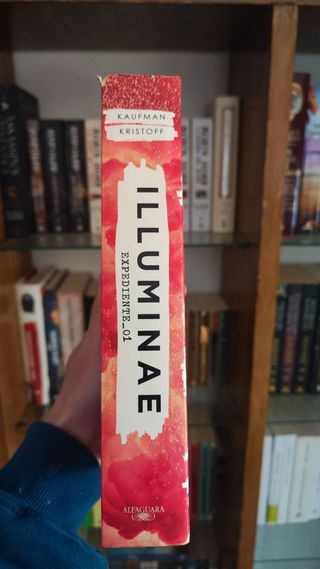 KAUFMAN
KRISTOFF
ILLUMINAE
EXPEDIENTE_01
ALFAGUARA